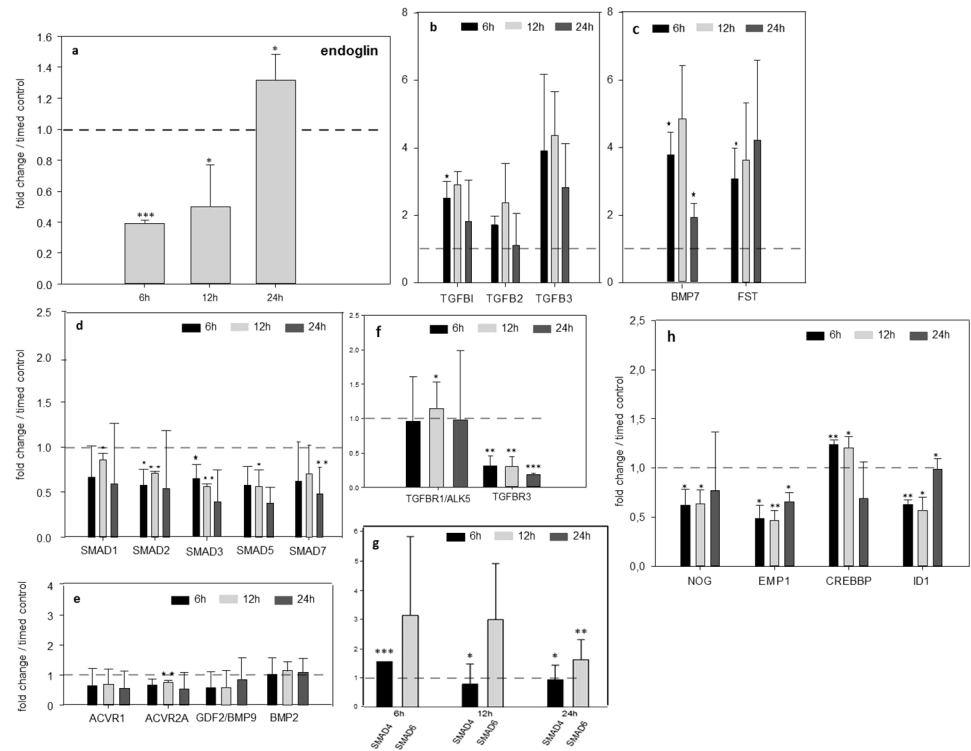 a endoglin
fold change / timed control
1.6
1.4
1.2
1.0
0.8
0.6
0.4
0.2
0.0
*** * *
6h 12h 24h
b 6h 12h 24h
8
6
4
2
0
*
TGFBI TGFB2 TGFB3
c 6h 12h 24h
8
6
4
2
0
* * *
BMP7 FST
d 6h 12h 24h
fold change / timed control
2.5
2.0
1.5
1.0
0.5
0.0
* * ** * ** * **
SMAD1 SMAD2 SMAD3 SMAD5 SMAD7
e 6h 12h 24h
fold change / timed control
4
3
2
1
0
**
ACVR1 ACVR2A GDF2/BMP9 BMP2
f 6h 12h 24h
2.5
2.0
1.5
1.0
0.5
0.0
* ** ** ***
TGFBR1/ALK5 TGFBR3
g 6h 12h 24h
6
5
4
3
2
1
0
*** * * **
6h 12h 24h
SMAD4 SMAD6 SMAD4 SMAD6 SMAD4 SMAD6
h 6h 12h 24h
fold change / timed control
2,5
2,0
1,5
1,0
0,5
0,0
* * * ** * ** * ** * *
NOG EMP1 CREBBP ID1